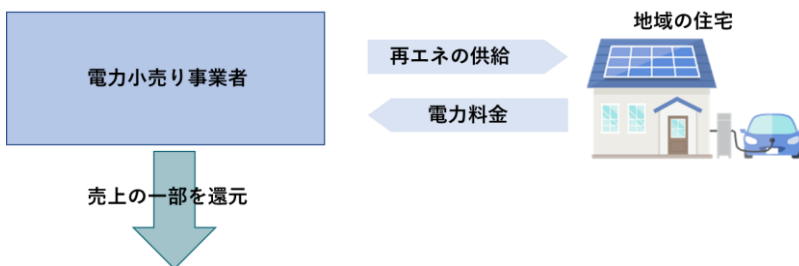 地域の住宅
電力小売り事業者
再エネの供給
電力料金
売上の一部を還元